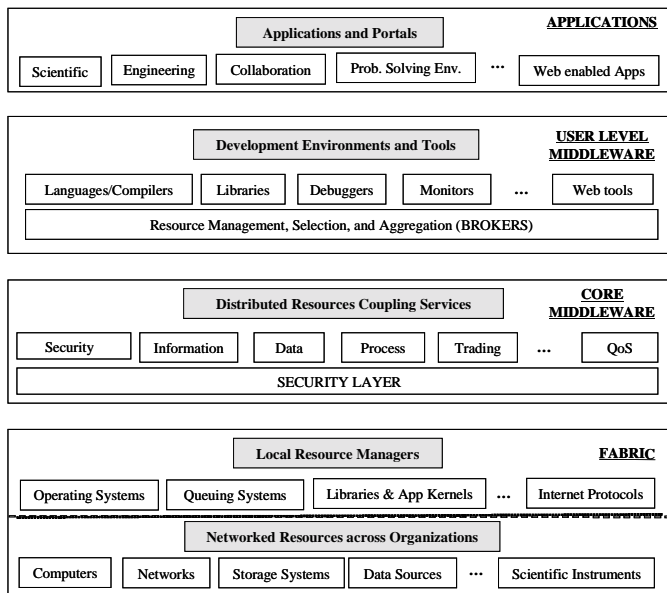 APPLICATIONS
Applications and Portals
Scientific Engineering Collaboration Prob. Solving Env. ... Web enabled Apps
USER LEVEL
MIDDLEWARE
Development Environments and Tools
Languages/Compilers Libraries Debuggers Monitors ... Web tools
Resource Management, Selection, and Aggregation (BROKERS)
CORE
MIDDLEWARE
Distributed Resources Coupling Services
Security Information Data Process Trading ... QoS
SECURITY LAYER
Local Resource Managers
FABRIC
Operating Systems Queuing Systems Libraries & App Kernels ... Internet Protocols
Networked Resources across Organizations
Computers Networks Storage Systems Data Sources ... Scientific Instruments